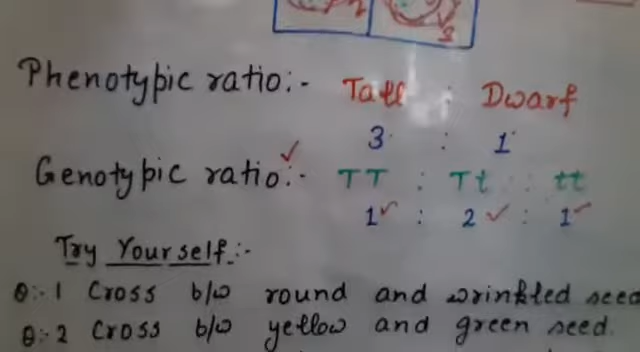 Phenotypic ratio:- Tall : Dwarf
3 : 1
Genotypic ratio:- TT : Tt : tt
1 : 2 : 1
Try Yourself:-
Q:-1 Cross b/w round and wrinkled seed
Q:-2 Cross b/w yellow and green seed.